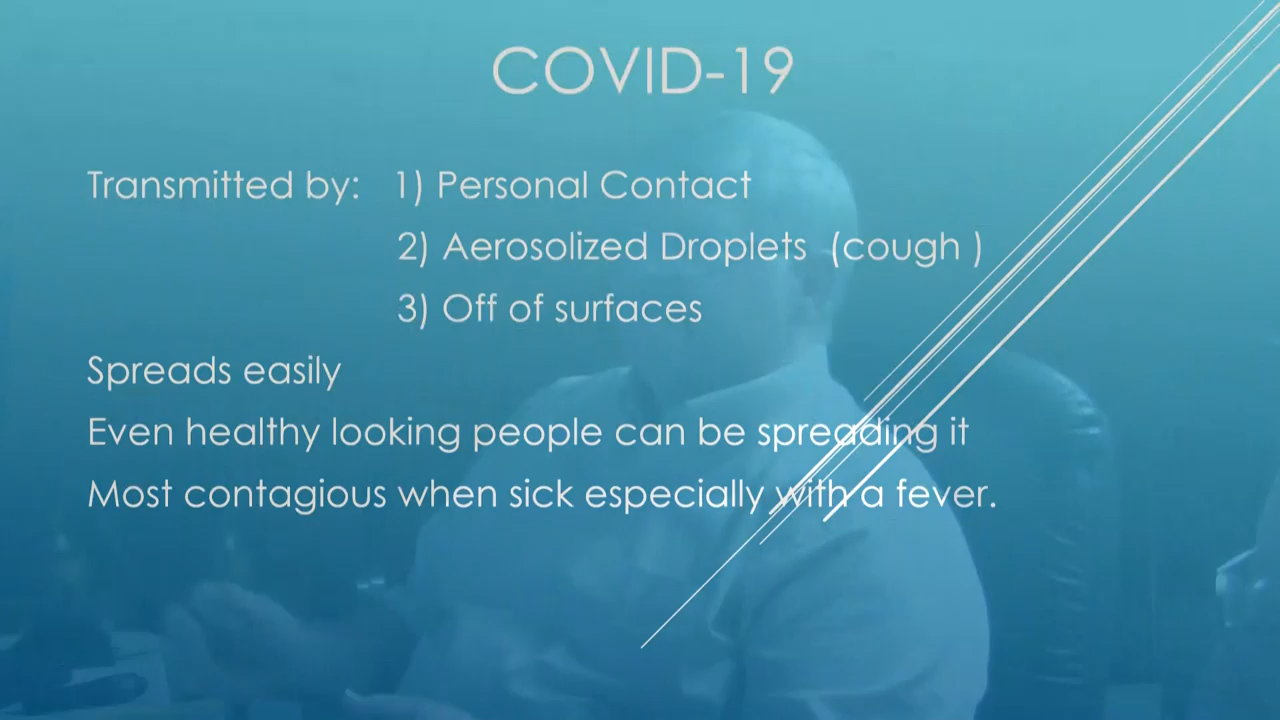 COVID-19
Transmitted by: 1) Personal Contact
2) Aerosolized Droplets (cough )
3) Off of surfaces
Spreads easily
Even healthy looking people can be spreading it
Most contagious when sick especially with a fever.